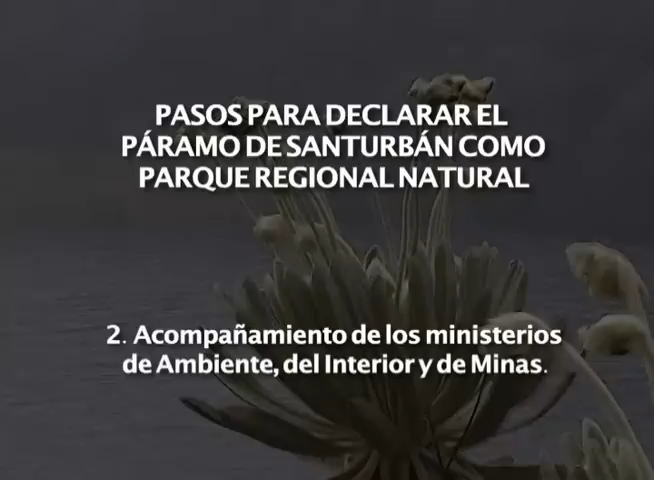 PASOS PARA DECLARAR EL
PÁRAMO DE SANTURBÁN COMO
PARQUE REGIONAL NATURAL
2. Acompañamiento de los ministerios
de Ambiente, del Interior y de Minas.